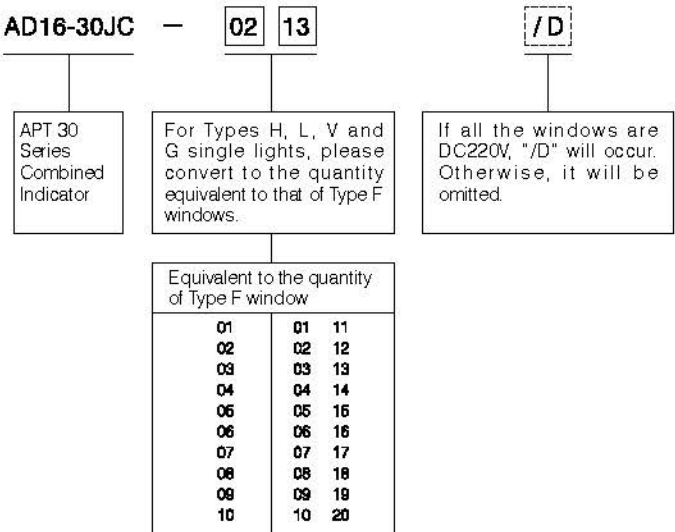 AD16-30JC — 02 13 /D
APT 30
Series
Combined
Indicator
For Types H, L, V and
G single lights, please
convert to the quantity
equivalent to that of Type F
windows.
If all the windows are
DC220V, "/D" will occur.
Otherwise, it will be
omitted.
Equivalent to the quantity
of Type F window
01 01 11
02 02 12
03 03 13
04 04 14
05 05 15
06 06 16
07 07 17
08 08 18
09 09 19
10 10 20